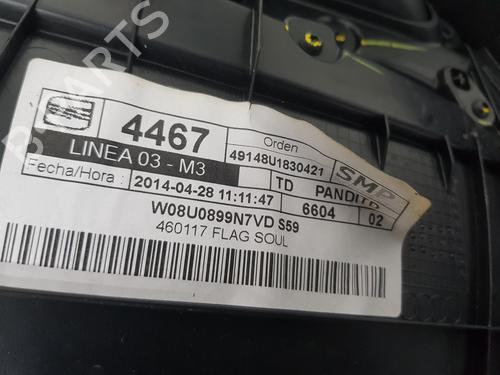 B-PARTS
4467
Orden
49148U1830421
SMP
LINEA 03 - M3
TD
Fecha/Hora :
2014-04-28 11:11:47
6604
02
W08U0899N7VD S59
460117 FLAG SOUL